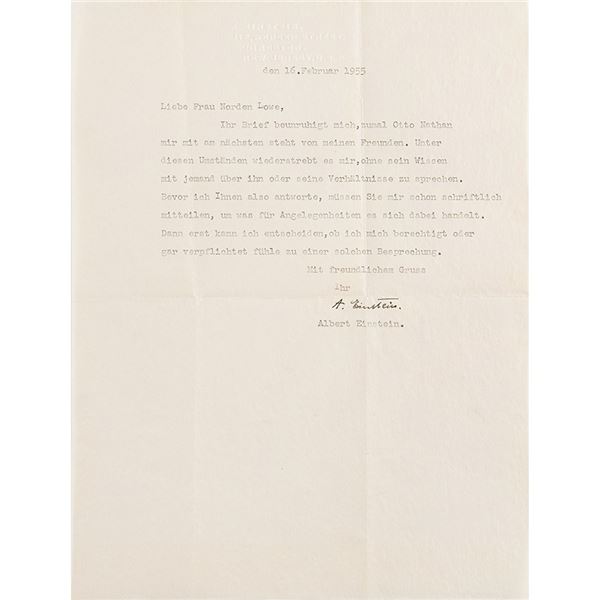 den 16.Februar 1955
Liebe Frau Norden Lowe,
Ihr Brief beunruhigt mich,zumal Otto Nathan
mir mit am nächsten steht von meinen Freunden. Unter
diesen Umständen wiederstrebt es mir,ohne sein Wissen
mit jemand über ihn oder seine Verhältnisse zu sprechen.
Bevor ich Ihnen also antworte, müssen Sie mir schon schriftlich
mitteilen, um was für Angelegenheiten es sich dabei handelt.
Dann erst kann ich entscheiden,ob ich mich berechtigt oder
gar verpflichtet fühle zu einer solchen Besprechung.
Mit freundlichem Gruss
Ihr
A. Einstein.
Albert Einstein.